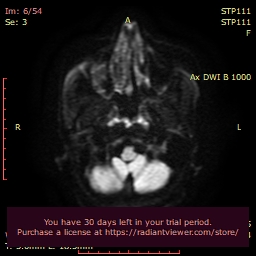 Im: 6/54
Se: 3
STP111
STP111
F
A
Ax DWI B 1000
R
L
You have 30 days left in your trial period.
Purchase a license at https://radiantviewer.com/store/